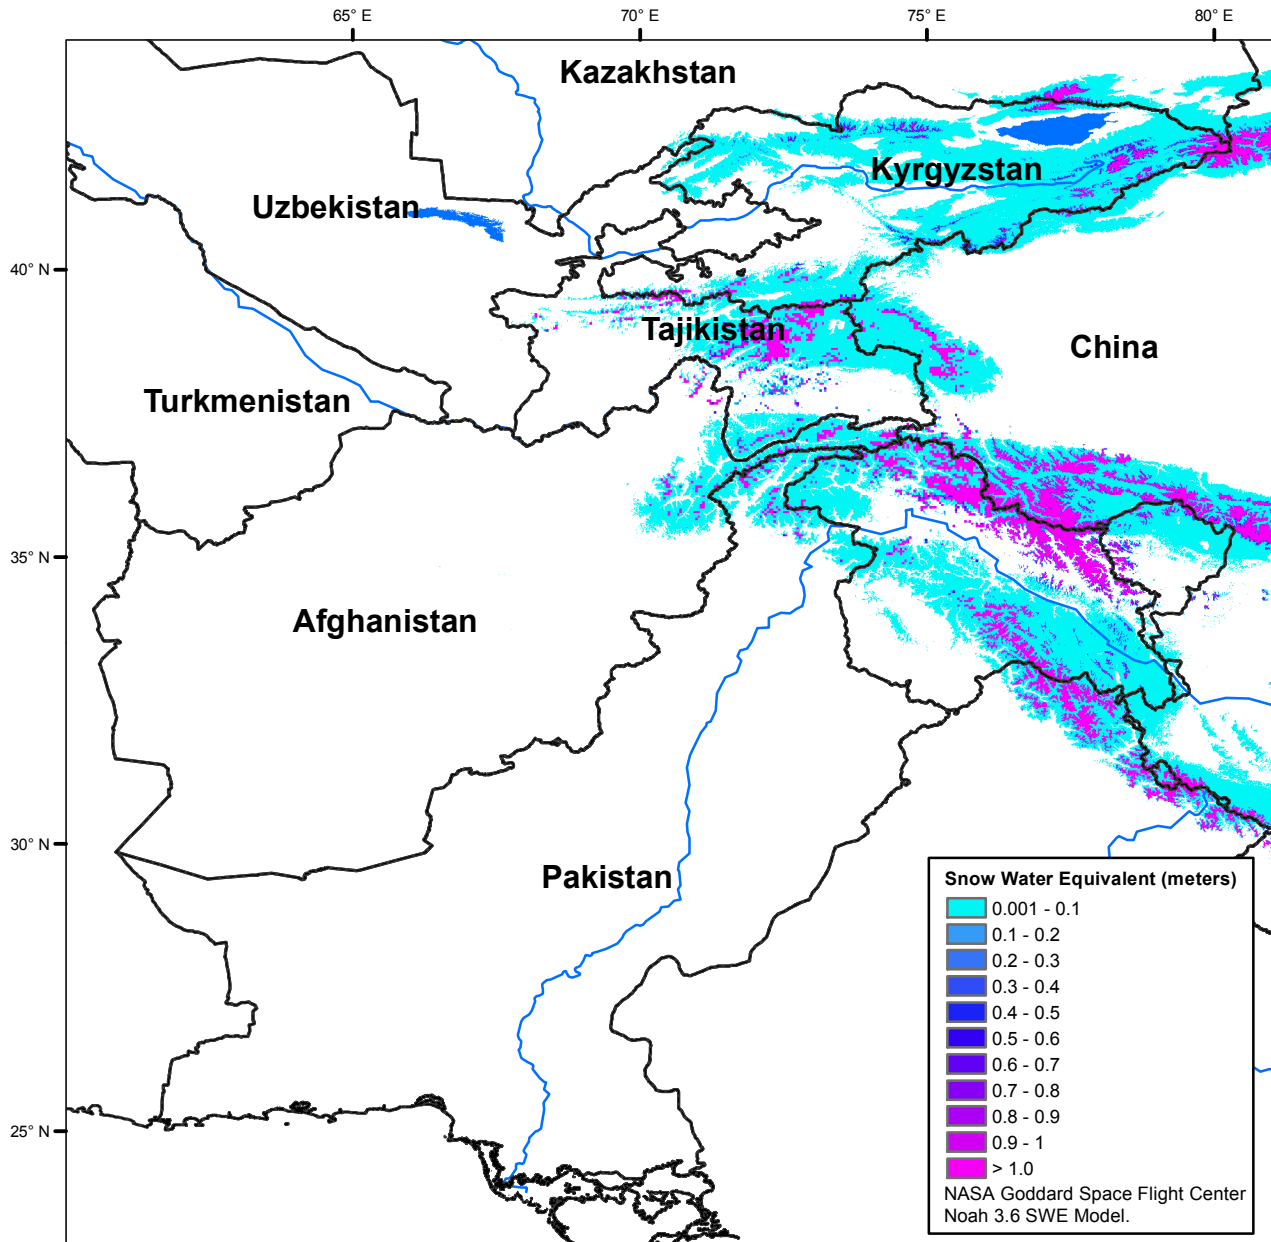 65° E
70° E
75° E
80° E
Kazakhstan
Kyrgyzstan
Uzbekistan
40° N
Tajikistan
China
Turkmenistan
35° N
Afghanistan
30° N
Pakistan
Snow Water Equivalent (meters)
0.001 - 0.1
0.1 - 0.2
0.2 - 0.3
0.3 - 0.4
0.4 - 0.5
0.5 - 0.6
0.6 - 0.7
0.7 - 0.8
0.8 - 0.9
0.9 - 1
> 1.0
25° N
NASA Goddard Space Flight Center
Noah 3.6 SWE Model.